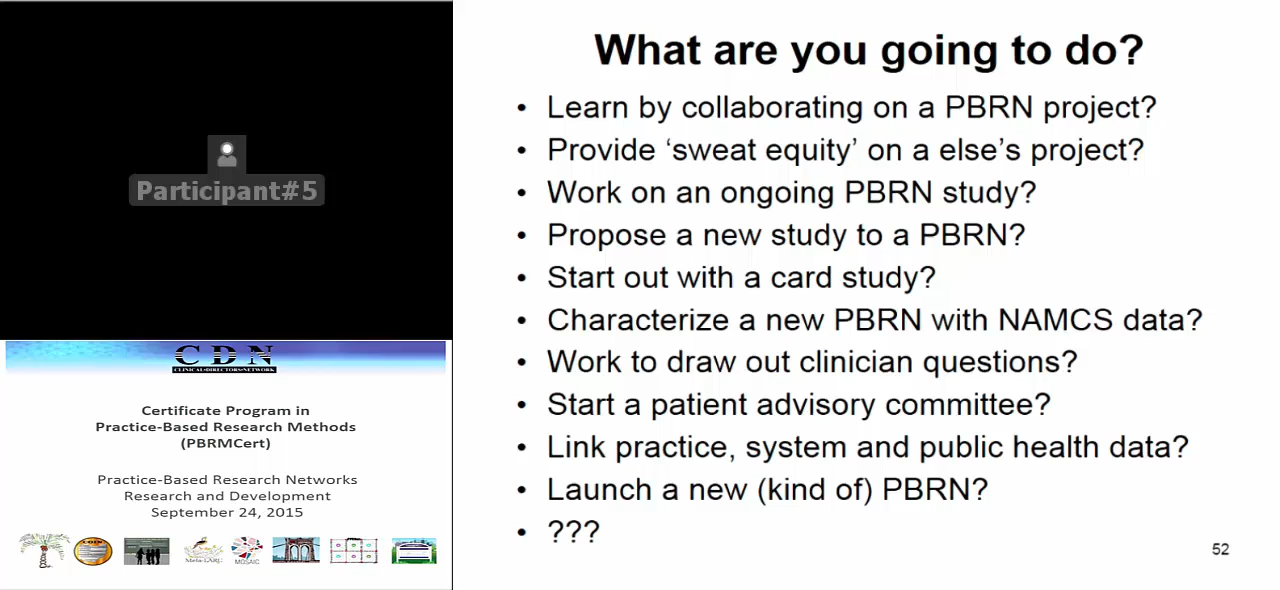 Participant#5
CDN
CLINICAL·DIRECTORS·NETWORK
Certificate Program in
Practice-Based Research Methods
(PBRMCert)
Practice-Based Research Networks
Research and Development
September 24, 2015
MOSAIC
What are you going to do?
• Learn by collaborating on a PBRN project?
• Provide ‘sweat equity’ on a else’s project?
• Work on an ongoing PBRN study?
• Propose a new study to a PBRN?
• Start out with a card study?
• Characterize a new PBRN with NAMCS data?
• Work to draw out clinician questions?
• Start a patient advisory committee?
• Link practice, system and public health data?
• Launch a new (kind of) PBRN?
• ???
52